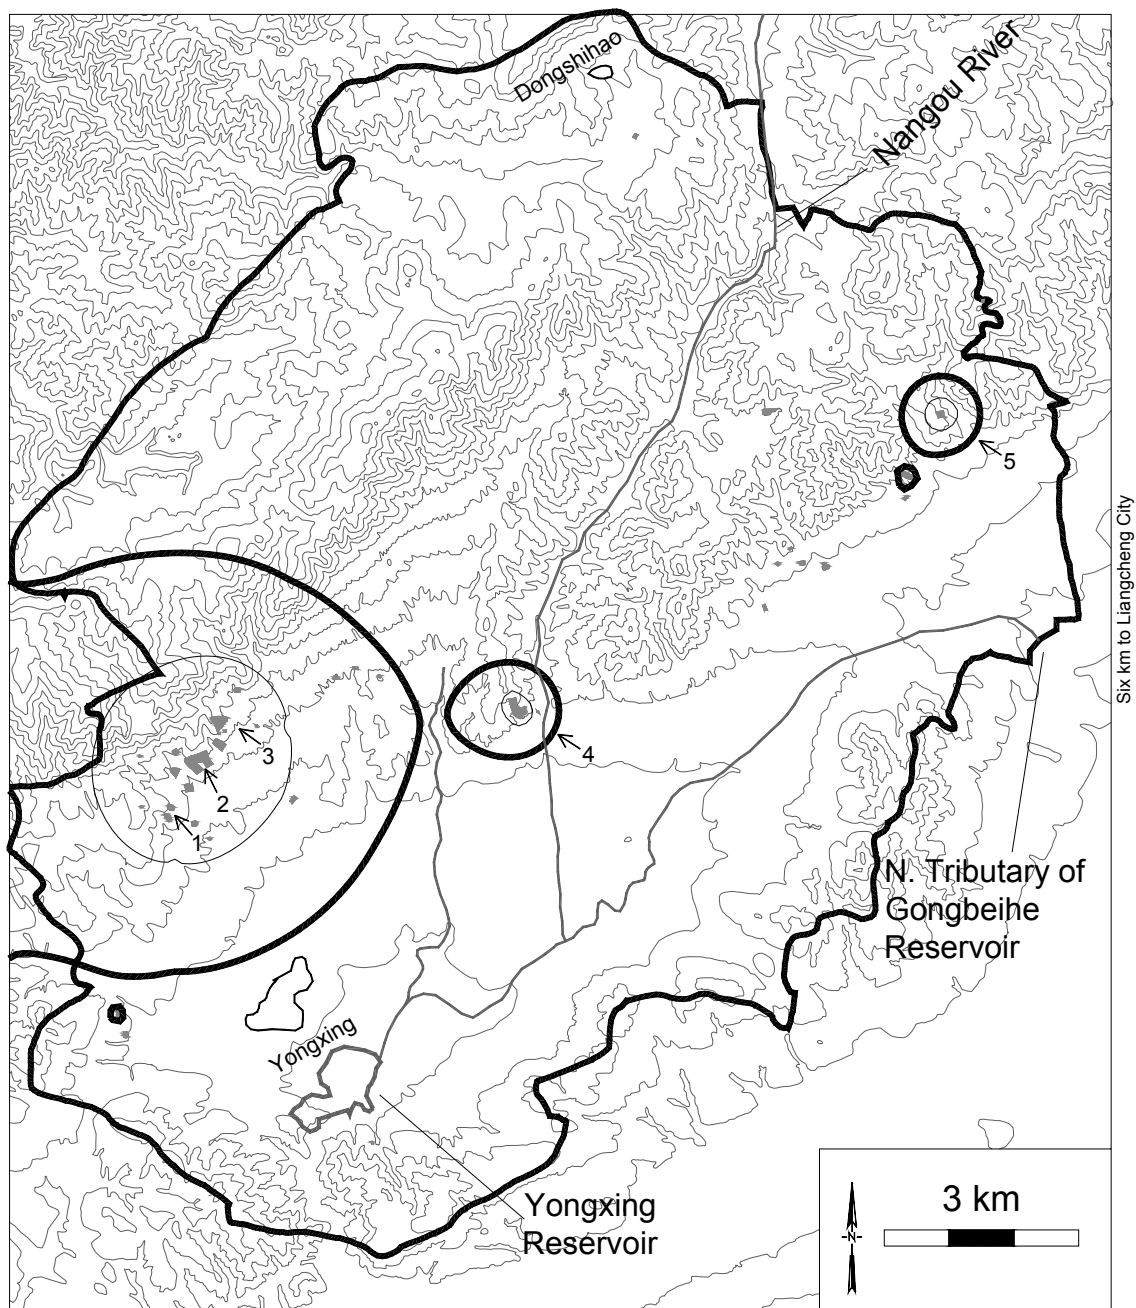 Dongshihao
Nangou River
5
Six km to Liangcheng City
4
3
2
1
N. Tributary of
Gongbeihe
Reservoir
Yongxing
Yongxing
Reservoir
3 km
N